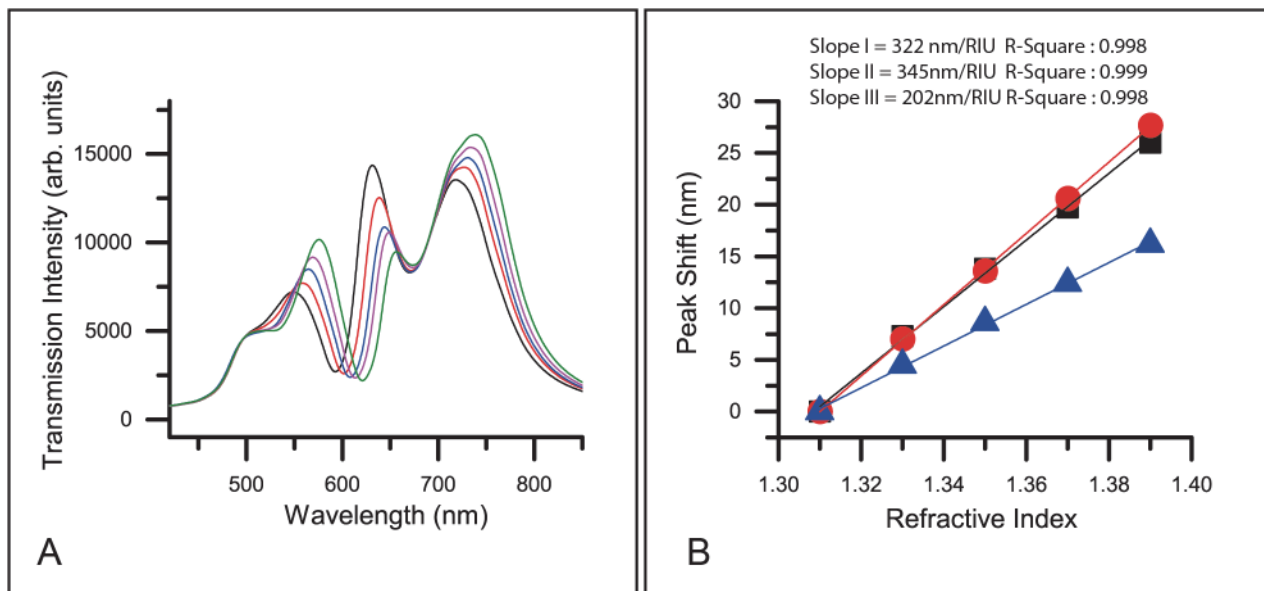 Transmission Intensity (arb. units)
15000
10000
5000
0
500 600 700 800
Wavelength (nm)
A
Slope I = 322 nm/RIU R-Square : 0.998
Slope II = 345nm/RIU R-Square : 0.999
Slope III = 202nm/RIU R-Square : 0.998
Peak Shift (nm)
30
25
20
15
10
5
0
1.30 1.32 1.34 1.36 1.38 1.40
Refractive Index
B